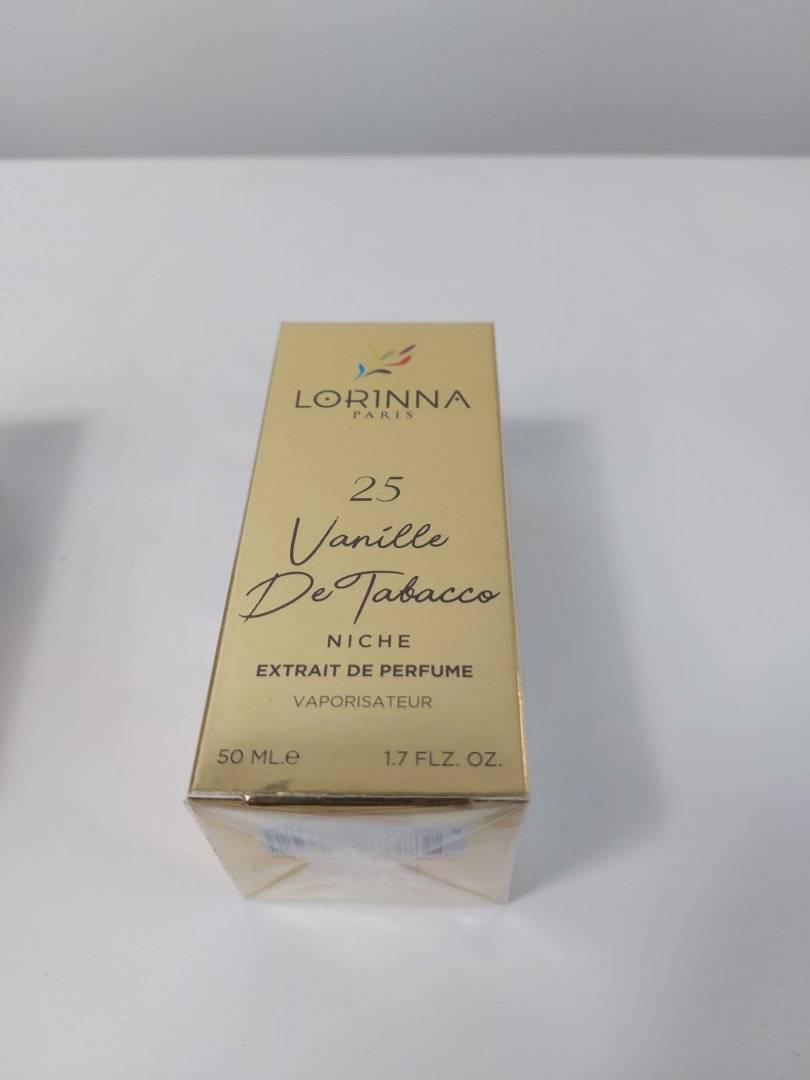 LORINNA
PARIS
25
Vanille
De Tabacco
NICHE
EXTRAIT DE PERFUME
VAPORISATEUR
50 ML.e 1.7 FLZ. OZ.